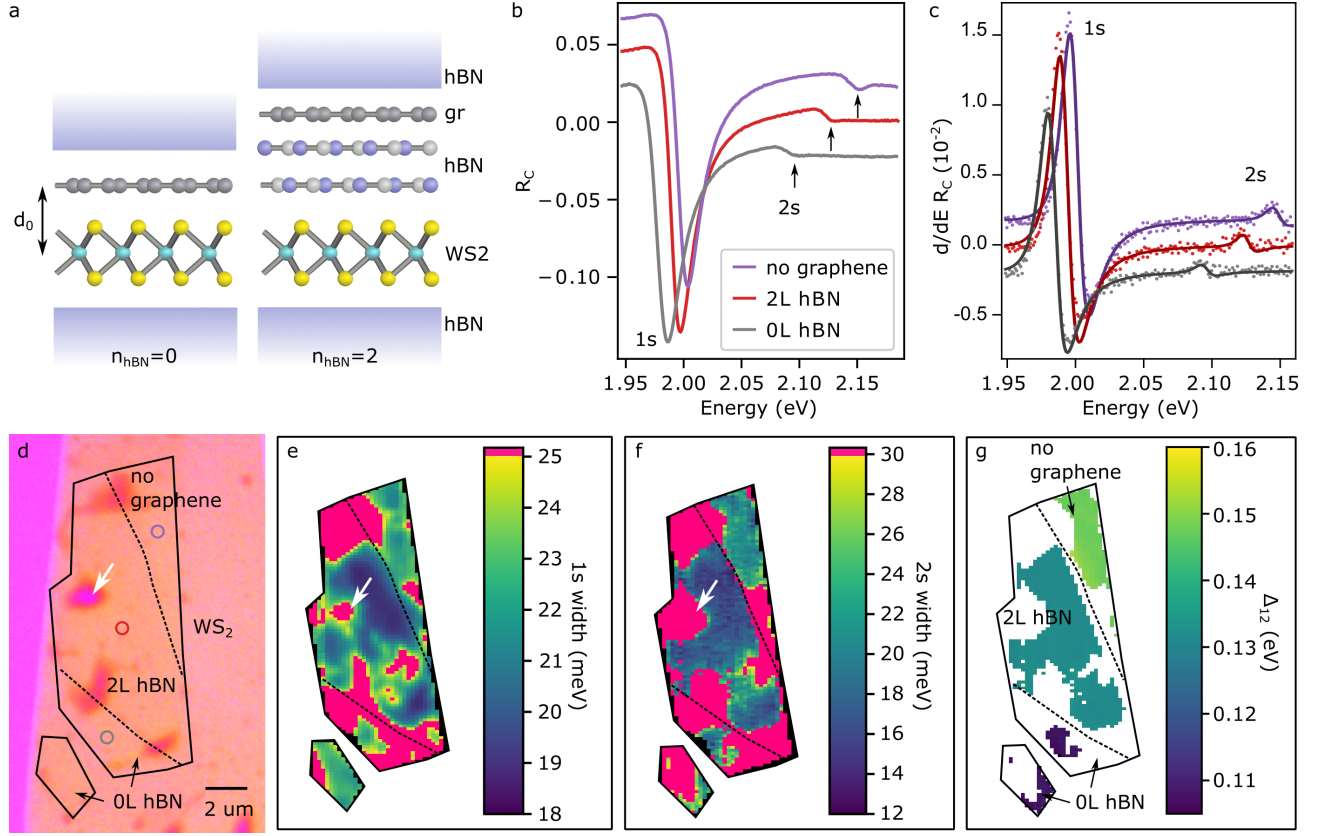 a
hBN
gr
hBN
d0
WS2
hBN
nhBN=0
nhBN=2
b
0.05
0.00
−0.05
−0.10
RC
2s
1s
no graphene
2L hBN
0L hBN
1.95
2.00
2.05
2.10
2.15
Energy (eV)
c
1.5
1.0
0.5
0.0
-0.5
d/dE RC (10-2)
1s
2s
1.95
2.00
2.05
2.10
2.15
Energy (eV)
d
no
graphene
WS2
2L hBN
0L hBN
2 um
e
25
24
23
22
21
20
19
18
1s width (meV)
f
30
28
26
24
22
20
18
16
14
12
2s width (meV)
g
no
graphene
2L hBN
0L hBN
0.16
0.15
0.14
0.13
0.12
0.11
Δ12 (eV)